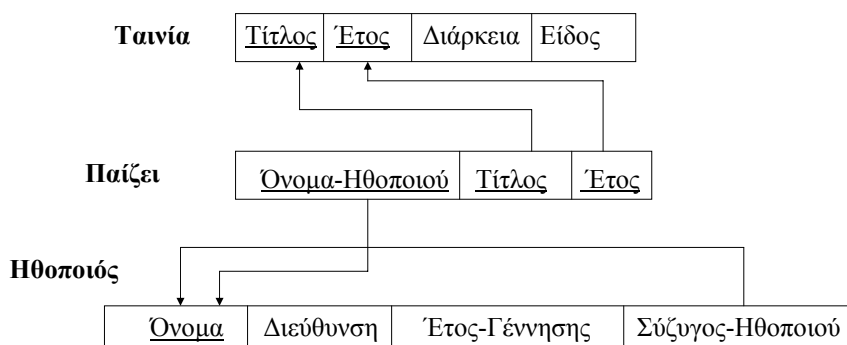 Ταινία Τίτλος Έτος Διάρκεια Είδος
Παίζει Όνομα-Ηθοποιού Τίτλος Έτος
Ηθοποιός
Όνομα Διεύθυνση Έτος-Γέννησης Σύζυγος-Ηθοποιού